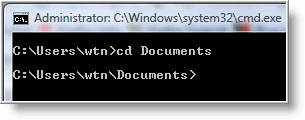 Administrator: C:\Windows\system32\cmd.exe
C:\Users\wtn>cd Documents
C:\Users\wtn\Documents>